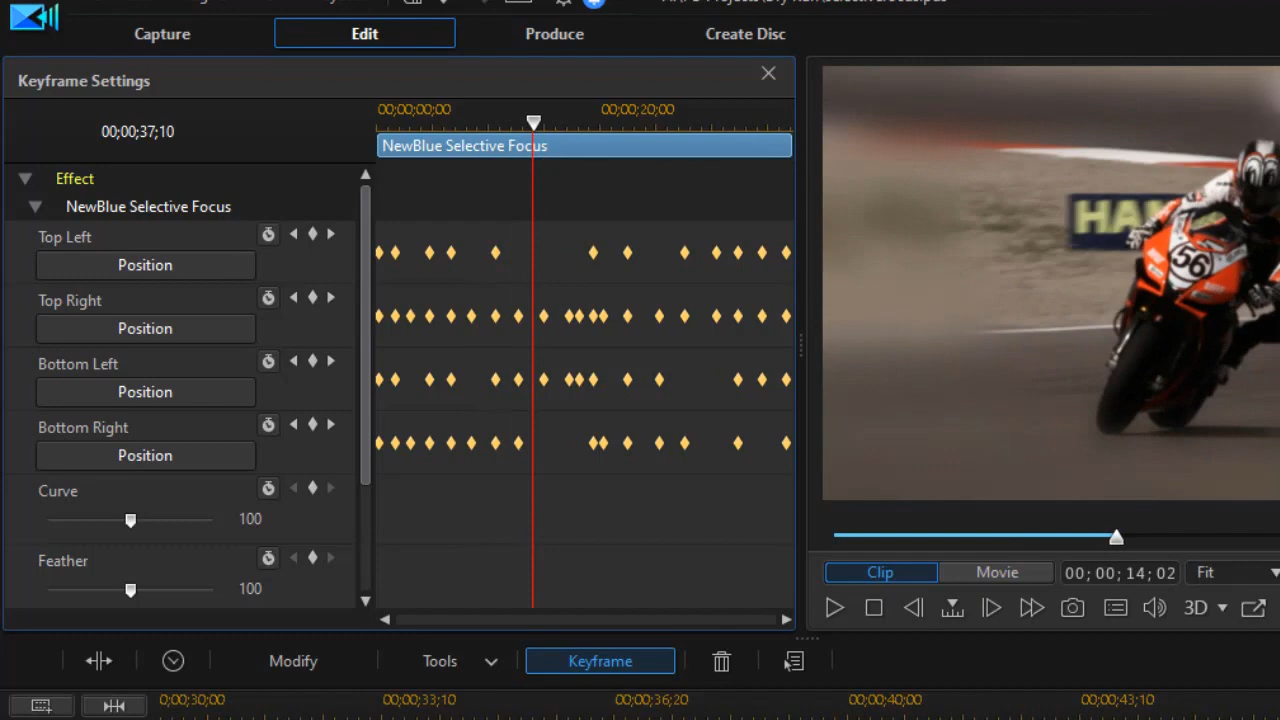 Capture
Edit
Produce
Create Disc
Keyframe Settings
00;00;00;00
00;00;20;00
00;00;37;10
NewBlue Selective Focus
Effect
NewBlue Selective Focus
Top Left
Position
Top Right
Position
Bottom Left
Position
Bottom Right
Position
Curve
100
Feather
100
56
Clip
Movie
00; 00; 14; 02
Fit
3D
Modify
Tools
Keyframe
0;00;30;00
00;00;33;10
00;00;36;20
00;00;40;00
00;00;43;10